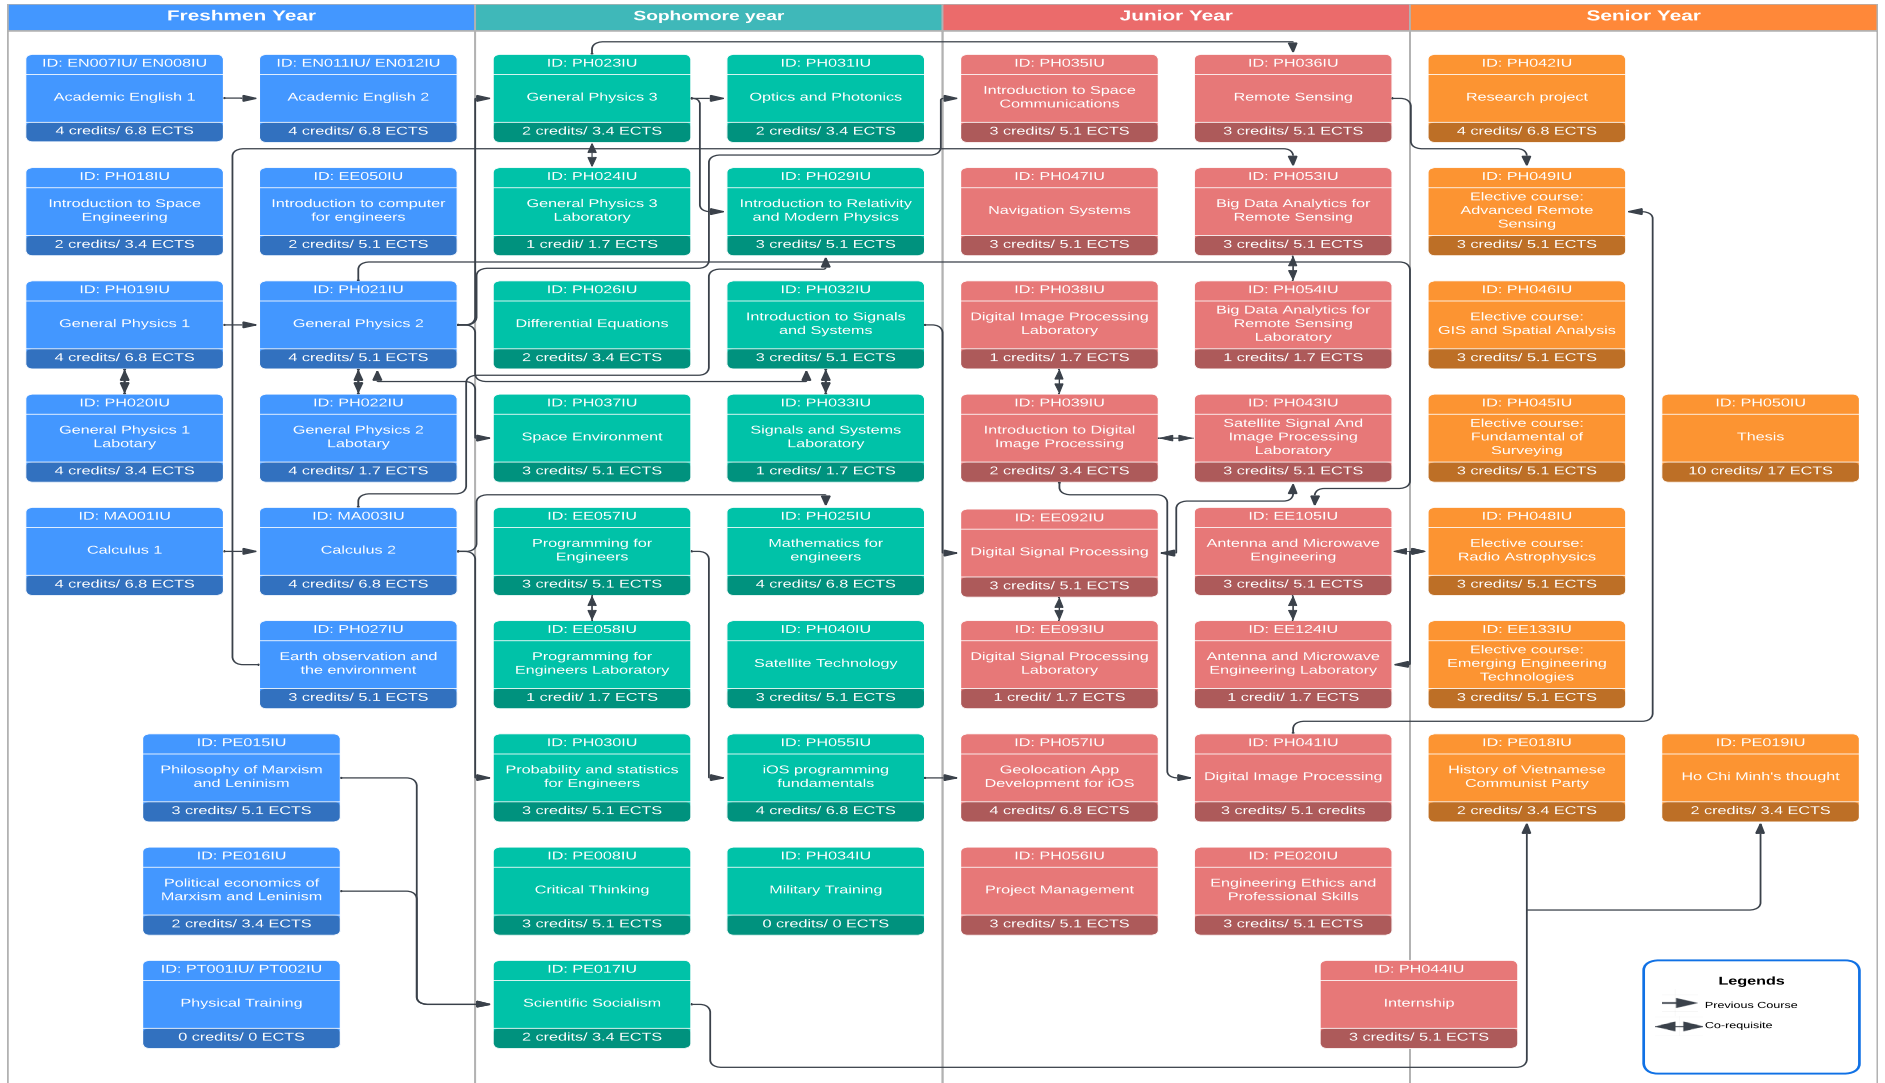 Freshmen Year
Sophomore year
Junior Year
Senior Year
ID: EN007IU/ EN008IU
Academic English 1
4 credits/ 6.8 ECTS
ID: EN011IU/ EN012IU
Academic English 2
4 credits/ 6.8 ECTS
ID: PH023IU
General Physics 3
2 credits/ 3.4 ECTS
ID: PH031IU
Optics and Photonics
2 credits/ 3.4 ECTS
ID: PH035IU
Introduction to Space
Communications
3 credits/ 5.1 ECTS
ID: PH036IU
Remote Sensing
3 credits/ 5.1 ECTS
ID: PH042IU
Research project
4 credits/ 6.8 ECTS
ID: PH018IU
Introduction to Space
Engineering
2 credits/ 3.4 ECTS
ID: EE050IU
Introduction to computer
for engineers
2 credits/ 5.1 ECTS
ID: PH024IU
General Physics 3
Laboratory
1 credit/ 1.7 ECTS
ID: PH029IU
Introduction to Relativity
and Modern Physics
3 credits/ 5.1 ECTS
ID: PH047IU
Navigation Systems
3 credits/ 5.1 ECTS
ID: PH053IU
Big Data Analytics for
Remote Sensing
3 credits/ 5.1 ECTS
ID: PH049IU
Elective course:
Advanced Remote
Sensing
3 credits/ 5.1 ECTS
ID: PH019IU
General Physics 1
4 credits/ 6.8 ECTS
ID: PH021IU
General Physics 2
4 credits/ 5.1 ECTS
ID: PH026IU
Differential Equations
2 credits/ 3.4 ECTS
ID: PH032IU
Introduction to Signals
and Systems
3 credits/ 5.1 ECTS
ID: PH038IU
Digital Image Processing
Laboratory
1 credits/ 1.7 ECTS
ID: PH054IU
Big Data Analytics for
Remote Sensing
Laboratory
1 credits/ 1.7 ECTS
ID: PH046IU
Elective course:
GIS and Spatial Analysis
3 credits/ 5.1 ECTS
ID: PH020IU
General Physics 1
Labotary
4 credits/ 3.4 ECTS
ID: PH022IU
General Physics 2
Labotary
4 credits/ 1.7 ECTS
ID: PH037IU
Space Environment
3 credits/ 5.1 ECTS
ID: PH033IU
Signals and Systems
Laboratory
1 credits/ 1.7 ECTS
ID: PH039IU
Introduction to Digital
Image Processing
2 credits/ 3.4 ECTS
ID: PH043IU
Satellite Signal And
Image Processing
Laboratory
3 credits/ 5.1 ECTS
ID: PH045IU
Elective course:
Fundamental of
Surveying
3 credits/ 5.1 ECTS
ID: PH050IU
Thesis
10 credits/ 17 ECTS
ID: MA001IU
Calculus 1
4 credits/ 6.8 ECTS
ID: MA003IU
Calculus 2
4 credits/ 6.8 ECTS
ID: EE057IU
Programming for
Engineers
3 credits/ 5.1 ECTS
ID: PH025IU
Mathematics for
engineers
4 credits/ 6.8 ECTS
ID: EE092IU
Digital Signal Processing
3 credits/ 5.1 ECTS
ID: EE105IU
Antenna and Microwave
Engineering
3 credits/ 5.1 ECTS
ID: PH048IU
Elective course:
Radio Astrophysics
3 credits/ 5.1 ECTS
ID: PH027IU
Earth observation and
the environment
3 credits/ 5.1 ECTS
ID: EE058IU
Programming for
Engineers Laboratory
1 credit/ 1.7 ECTS
ID: PH040IU
Satellite Technology
3 credits/ 5.1 ECTS
ID: EE093IU
Digital Signal Processing
Laboratory
1 credit/ 1.7 ECTS
ID: EE124IU
Antenna and Microwave
Engineering Laboratory
1 credit/ 1.7 ECTS
ID: EE133IU
Elective course:
Emerging Engineering
Technologies
3 credits/ 5.1 ECTS
ID: PE015IU
Philosophy of Marxism
and Leninism
3 credits/ 5.1 ECTS
ID: PH030IU
Probability and statistics
for Engineers
3 credits/ 5.1 ECTS
ID: PH055IU
iOS programming
fundamentals
4 credits/ 6.8 ECTS
ID: PH057IU
Geolocation App
Development for iOS
4 credits/ 6.8 ECTS
ID: PH041IU
Digital Image Processing
3 credits/ 5.1 credits
ID: PE018IU
History of Vietnamese
Communist Party
2 credits/ 3.4 ECTS
ID: PE019IU
Ho Chi Minh's thought
2 credits/ 3.4 ECTS
ID: PE016IU
Political economics of
Marxism and Leninism
2 credits/ 3.4 ECTS
ID: PE008IU
Critical Thinking
3 credits/ 5.1 ECTS
ID: PH034IU
Military Training
0 credits/ 0 ECTS
ID: PH056IU
Project Management
3 credits/ 5.1 ECTS
ID: PE020IU
Engineering Ethics and
Professional Skills
3 credits/ 5.1 ECTS
ID: PT001IU/ PT002IU
Physical Training
0 credits/ 0 ECTS
ID: PE017IU
Scientific Socialism
2 credits/ 3.4 ECTS
ID: PH044IU
Internship
3 credits/ 5.1 ECTS
Legends
Previous Course
Co-requisite